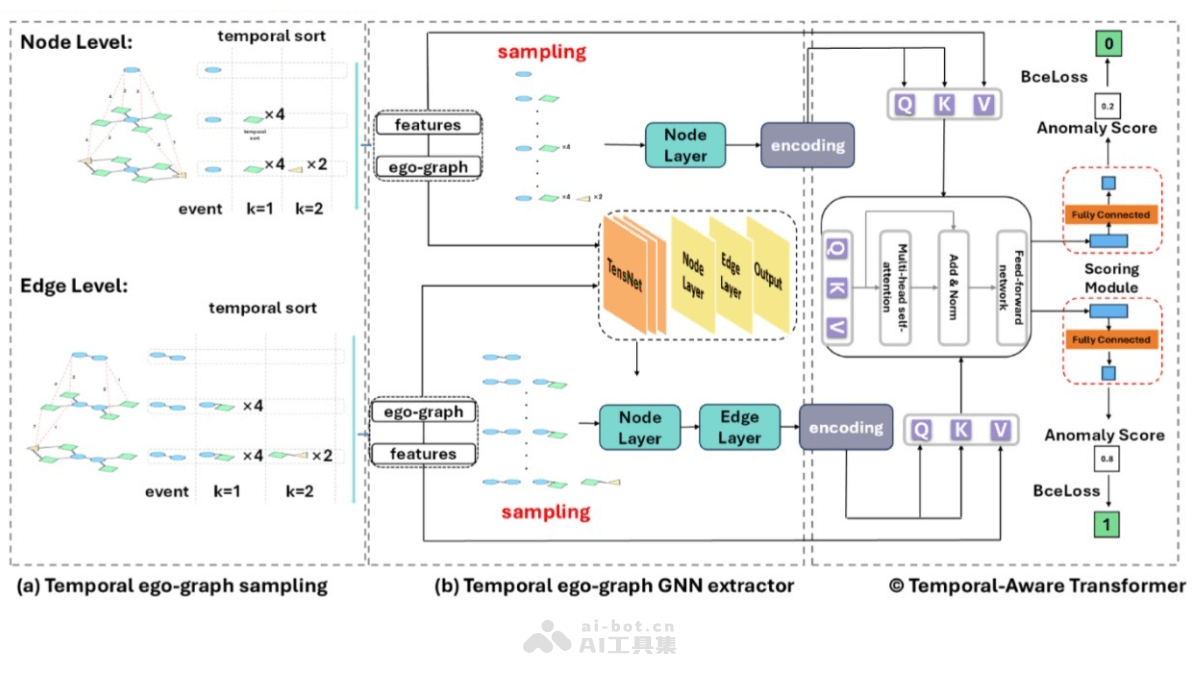 Node Level:
temporal sort
×4
temporal
sort
×4
×2
event
k=1
k=2
Edge Level:
temporal sort
×4
×4
×2
event
k=1
k=2
(a) Temporal ego-graph sampling
sampling
features
ego-graph
×4
×4
×2
Node
Layer
encoding
TensNet
Node
Layer
Edge
Layer
Output
ego-graph
features
Node
Layer
Edge
Layer
encoding
sampling
(b) Temporal ego-graph GNN extractor
Q K V
Q
K
V
Multi-head self-
attention
Add & Norm
Feed-forward
network
Q K V
0
BceLoss
0.2
Anomaly Score
Fully Connected
Scoring
Module
Fully Connected
Anomaly Score
0.8
BceLoss
1
© Temporal-Aware Transformer
ai-bot.cn
AI工具集